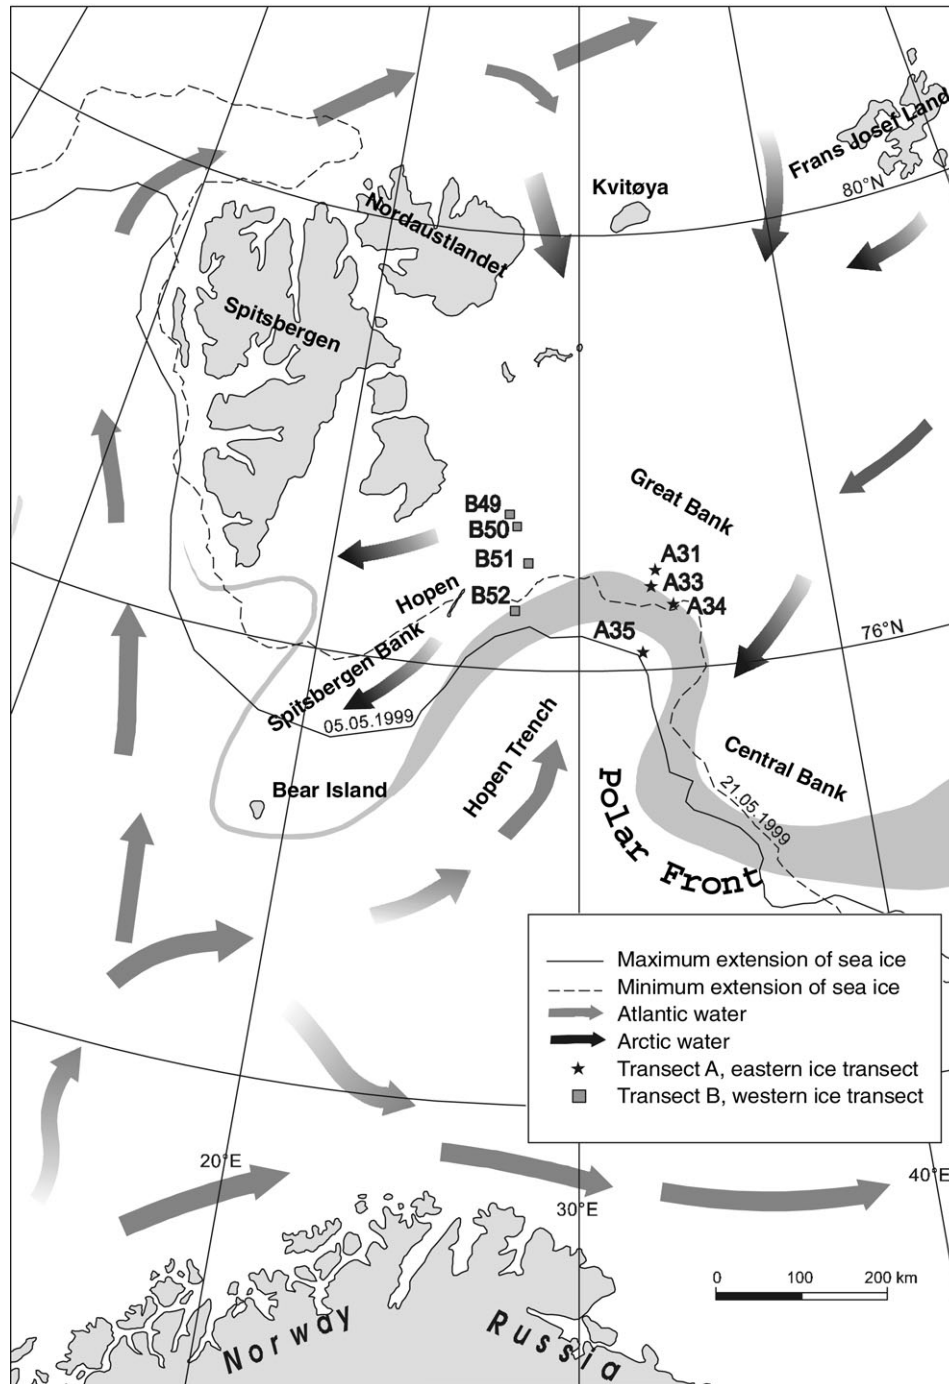 Frans Josef Land
80°N
Kvitøya
Nordaustlandet
Spitsbergen
Great Bank
B49
B50
B51
B52
A31
A33
A34
A35
Hopen
76°N
Spitsbergen Bank
05.05.1999
Hopen Trench
Central Bank
21.05.1999
Bear Island
Polar Front
Maximum extension of sea ice
Minimum extension of sea ice
Atlantic water
Arctic water
Transect A, eastern ice transect
Transect B, western ice transect
20°E
30°E
40°E
0 100 200 km
Norway
Russia